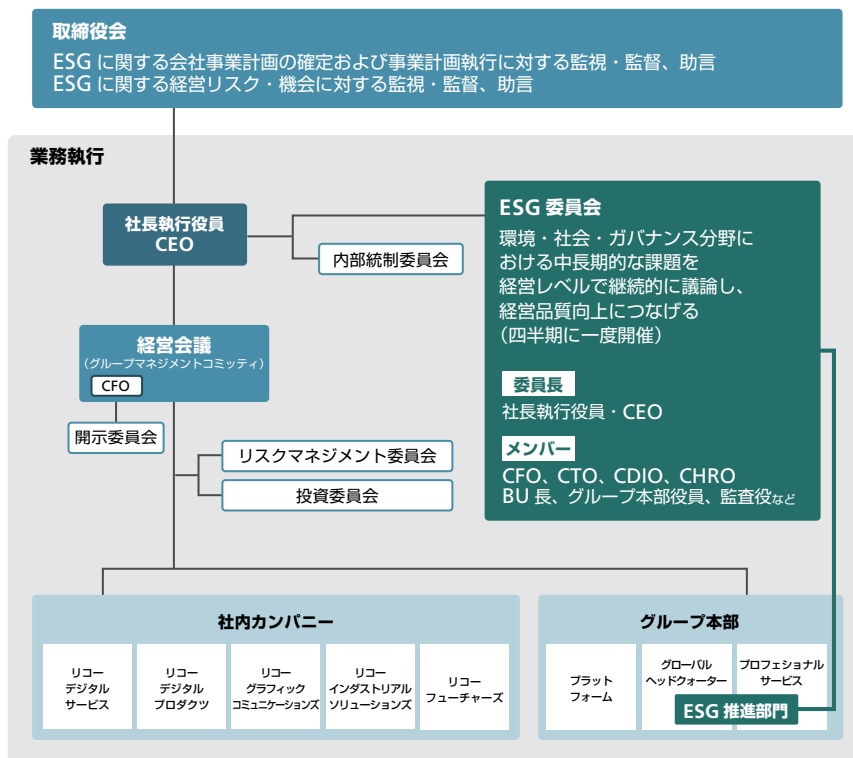 取締役会
ESG に関する会社事業計画の確定および事業計画執行に対する監視・監督、助言
ESG に関する経営リスク・機会に対する監視・監督、助言
業務執行
社長執行役員
CEO
内部統制委員会
ESG 委員会
環境・社会・ガバナンス分野に
おける中長期的な課題を
経営レベルで継続的に議論し、
経営品質向上につなげる
（四半期に一度開催）
委員長
社長執行役員・CEO
メンバー
CFO、CTO、CDIO、CHRO
BU 長、グループ本部役員、監査役など
経営会議
（グループマネジメントコミッティ）
CFO
開示委員会
リスクマネジメント委員会
投資委員会
社内カンパニー
リコー
デジタル
サービス
リコー
デジタル
プロダクツ
リコー
グラフィック
コミュニケーションズ
リコー
インダストリアル
ソリューションズ
リコー
フューチャーズ
グループ本部
プラット
フォーム
グローバル
ヘッドクォーター
プロフェショナル
サービス
ESG 推進部門